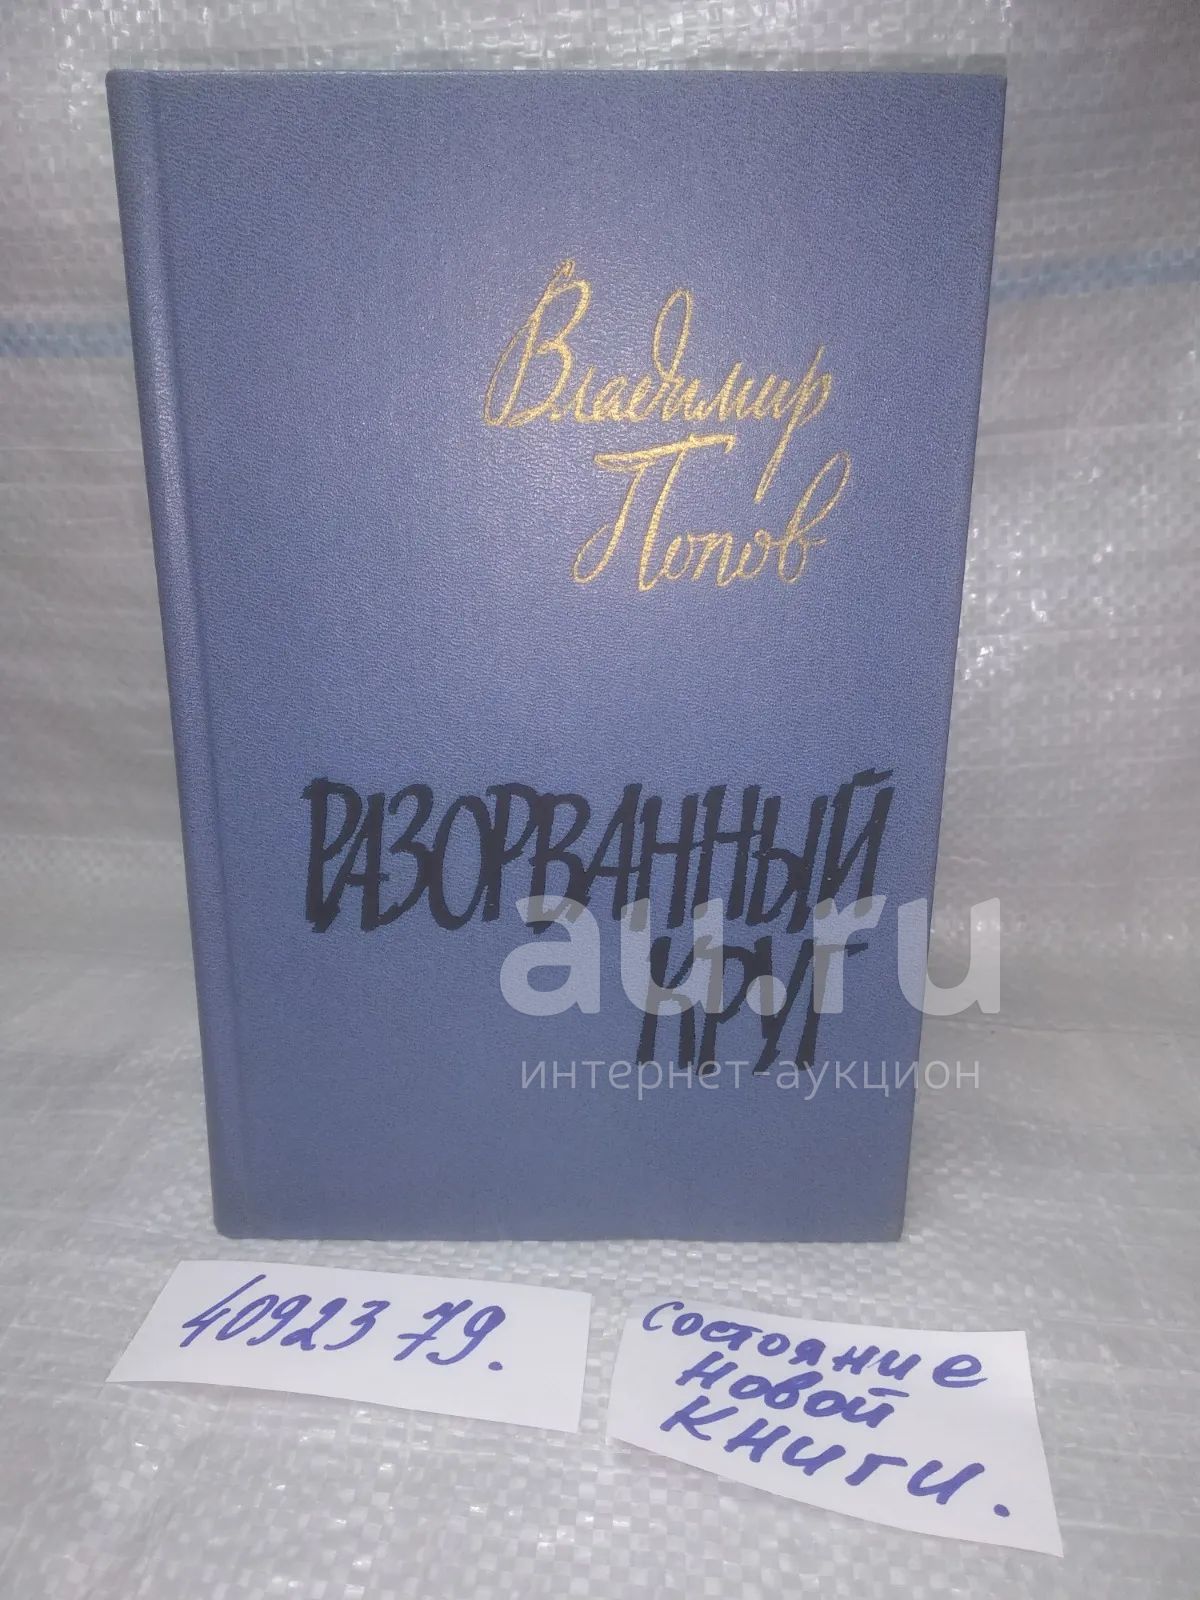 Владимир
Попов
РАЗОРВАННЫЙ
КРУГ
au.ru
интернет-аукцион
4092379.
Состояние
новой
книги.